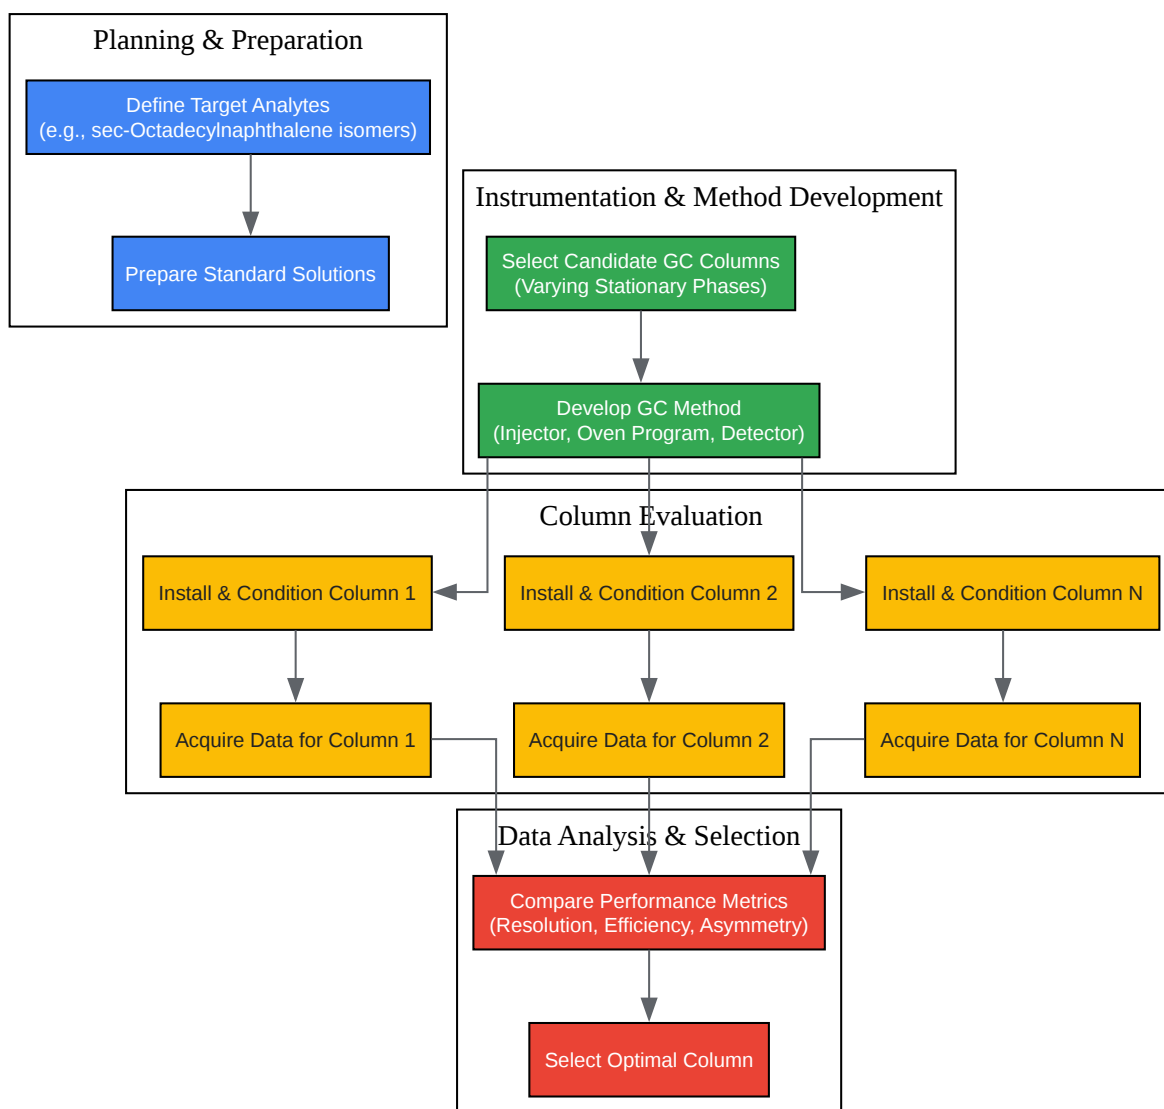 Planning & Preparation
Define Target Analytes
(e.g., sec-Octadecylnaphthalene isomers)
Prepare Standard Solutions
Instrumentation & Method Development
Select Candidate GC Columns
(Varying Stationary Phases)
Develop GC Method
(Injector, Oven Program, Detector)
Column Evaluation
Install & Condition Column 1
Install & Condition Column 2
Install & Condition Column N
Acquire Data for Column 1
Acquire Data for Column 2
Acquire Data for Column N
Data Analysis & Selection
Compare Performance Metrics
(Resolution, Efficiency, Asymmetry)
Select Optimal Column